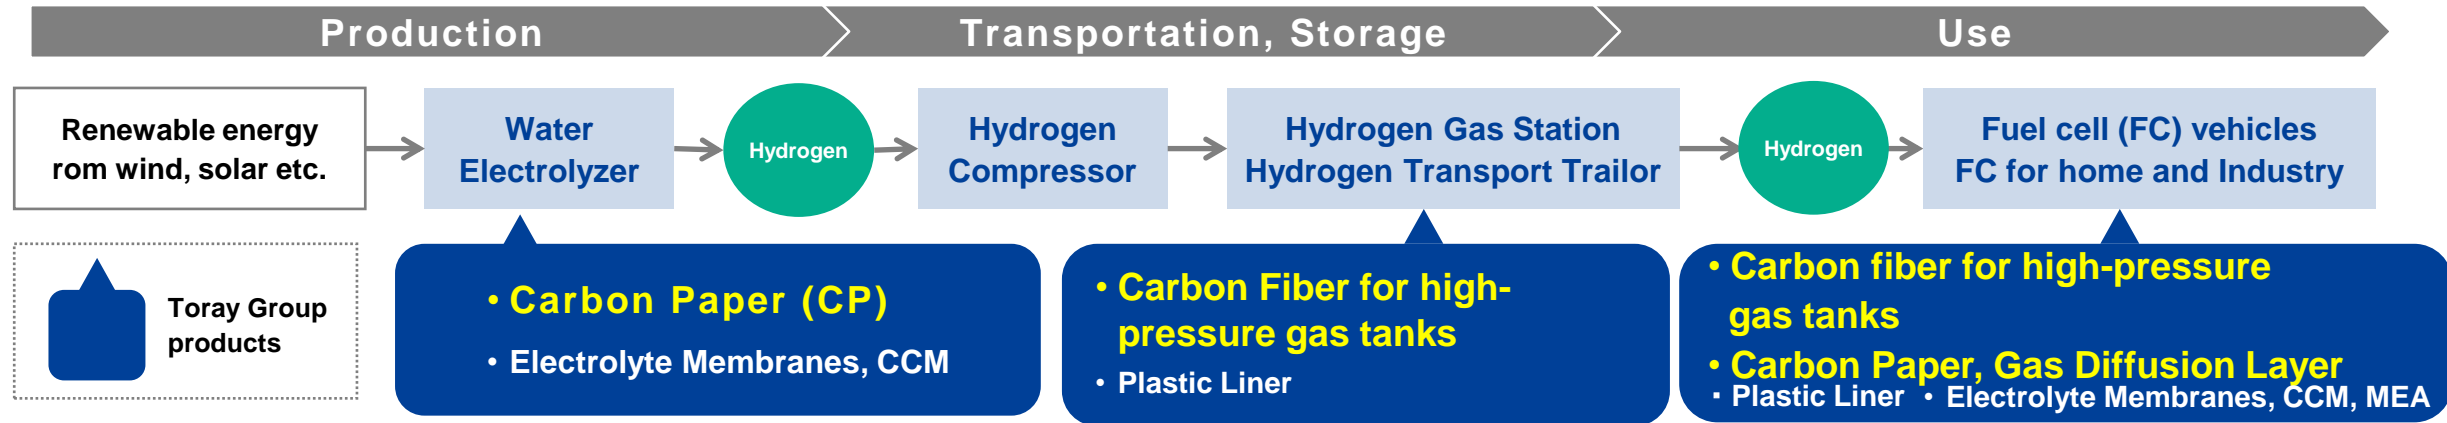 Production
Transportation, Storage
Use
Renewable energy
rom wind, solar etc.
Water
Electrolyzer
Hydrogen
Hydrogen
Compressor
Hydrogen Gas Station
Hydrogen Transport Trailor
Hydrogen
Fuel cell (FC) vehicles
FC for home and Industry
Toray Group
products
• Carbon Paper (CP)
• Electrolyte Membranes, CCM
• Carbon Fiber for high-
pressure gas tanks
• Plastic Liner
• Carbon fiber for high-pressure
gas tanks
• Carbon Paper, Gas Diffusion Layer
· Plastic Liner • Electrolyte Membranes, CCM, MEA